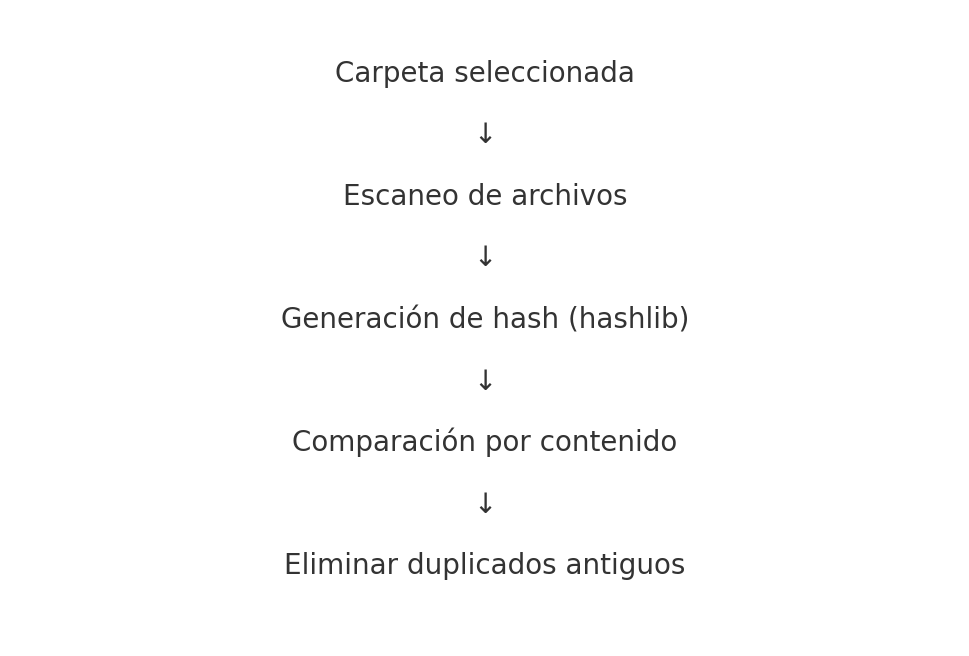 Carpeta seleccionada
↓
Escaneo de archivos
↓
Generación de hash (hashlib)
↓
Comparación por contenido
↓
Eliminar duplicados antiguos